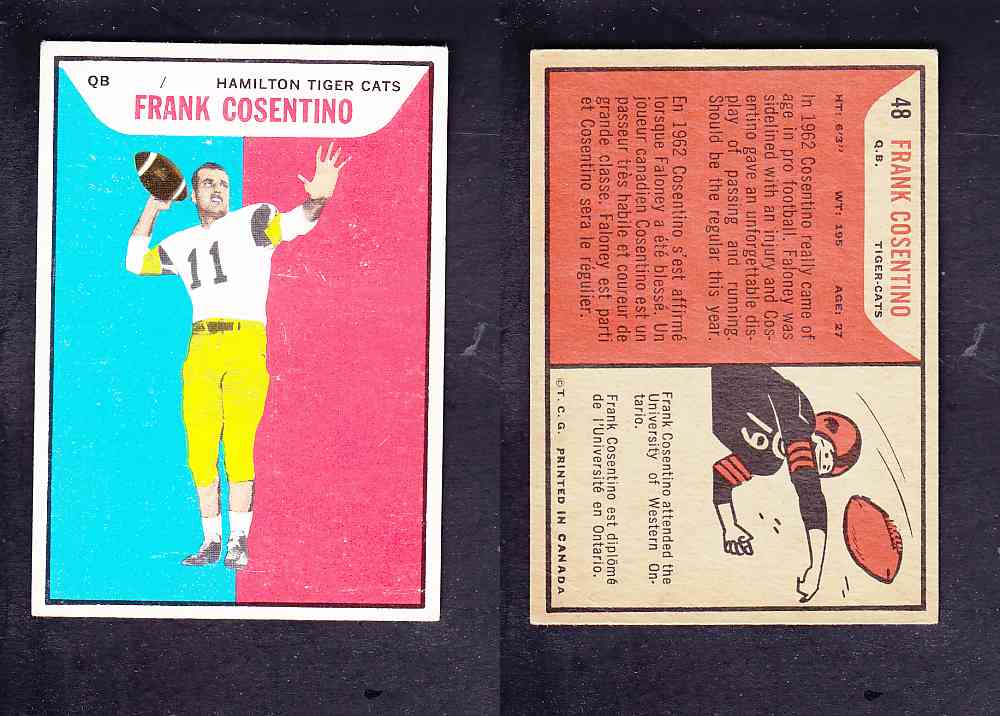 QB / HAMILTON TIGER CATS
FRANK COSENTINO
11
48 FRANK COSENTINO
Q.B. TIGER-CATS
HT: 6'3" WT: 195 AGE: 27
In 1962 Cosentino really came of
age in pro football. Faloney was
sidelined with an injury and Cos-
entino gave an unforgettable dis-
play of passing and running.
Should be the regular this year.
En 1962 Cosentino s'est affirmé
lorsque Faloney a été blessé. Un
joueur canadien Cosentino est un
passeur très habile et coureur de
grande classe. Faloney est parti
et Cosentino sera le régulier.
76
Frank Cosentino attended the
University of Western On-
tario.
Frank Cosentino est diplômé
de l'Université en Ontario.
© T. C. G. PRINTED IN CANADA